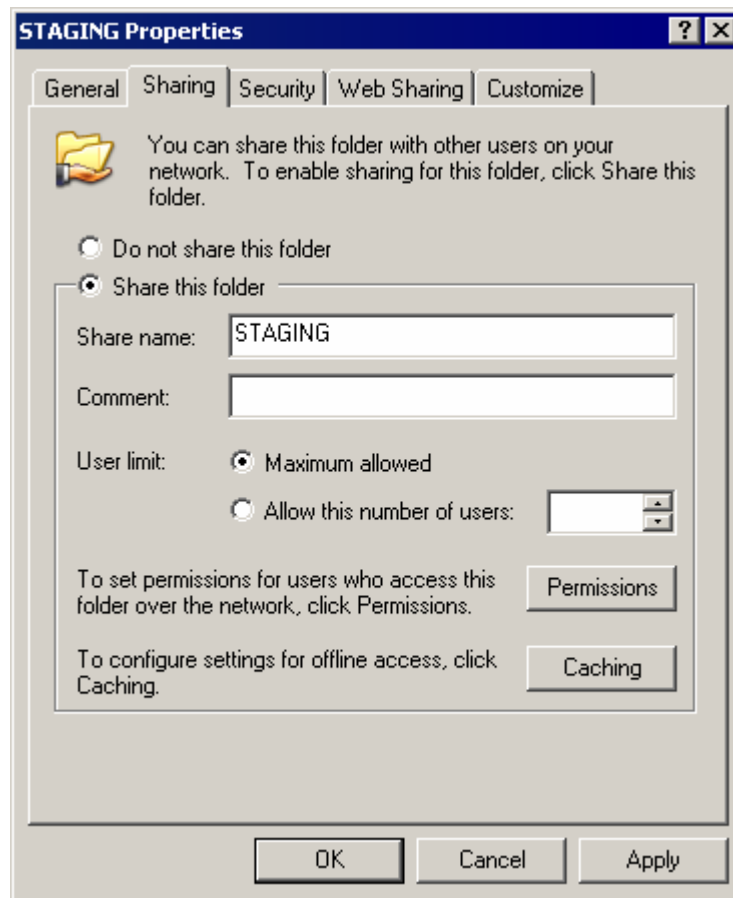 STAGING Properties
General Sharing Security Web Sharing Customize
You can share this folder with other users on your
network. To enable sharing for this folder, click Share this
folder.
Do not share this folder
Share this folder
Share name: STAGING
Comment:
User limit: Maximum allowed
Allow this number of users:
To set permissions for users who access this
folder over the network, click Permissions.
Permissions
To configure settings for offline access, click
Caching.
Caching
OK Cancel Apply